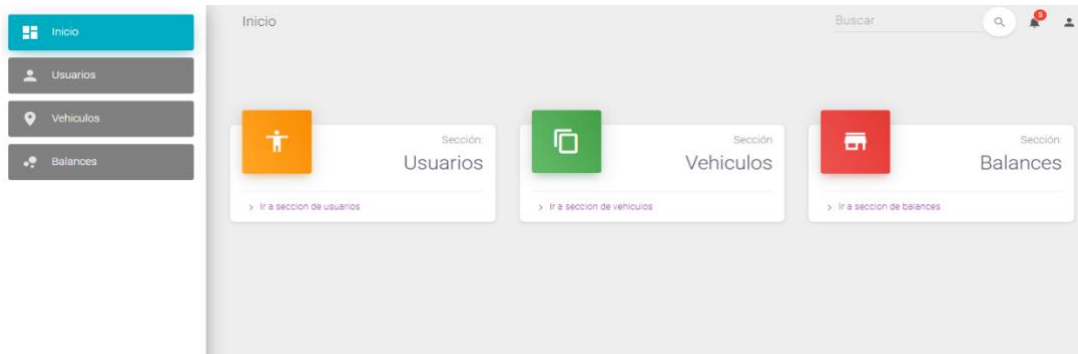 Inicio
Usuarios
Vehiculos
Balances
Inicio
Buscar
5
Sección:
Usuarios
> Ir a seccion de usuarios
Sección
Vehiculos
> Ir a seccion de vehiculos
Sección:
Balances
> Ir a seccion de balances